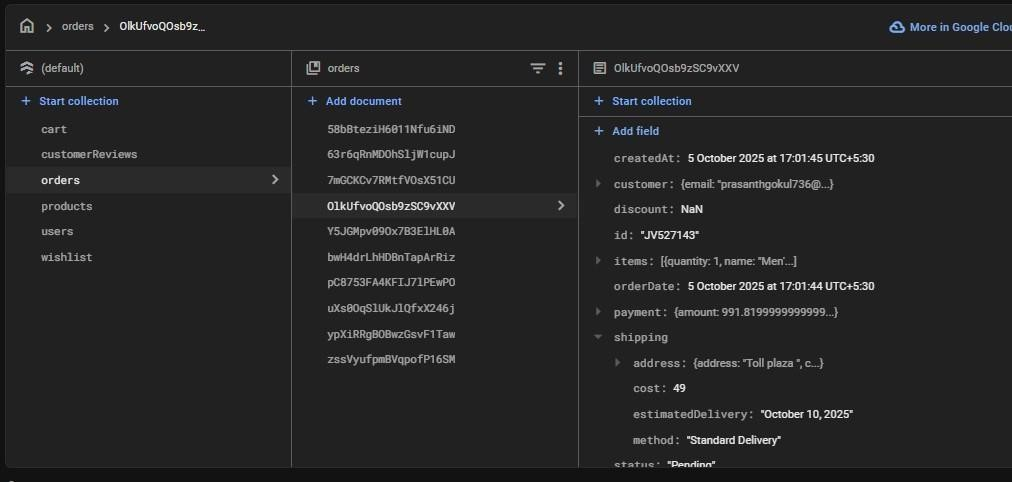 orders
OlkUfvoQOsb9z…
More in Google Clou
(default)
orders
OlkUfvoQOsb9zSC9vXXV
Start collection
Add document
Start collection
cart
customerReviews
orders
products
users
wishlist
58bBteziH6011Nfu6iND
63r6qRnMDOhSljW1cupJ
7mGCKCv7RMtfVOsX51CU
OlkUfvoQOsb9zSC9vXXV
Y5JGMpv09Ox7B3ElHL0A
bwH4drLhHDBnTapArRiz
pC8753FA4KFIJ7lPEwPO
uXs0OqSlUkJlQfxX246j
ypXiRRgBOBwzGsvF1Taw
zssVyufpmBVqpofP16SM
Add field
createdAt: 5 October 2025 at 17:01:45 UTC+5:30
customer: {email: "prasanthgokul736@...}
discount: NaN
id: "JV527143"
items: [{quantity: 1, name: "Men'...]
orderDate: 5 October 2025 at 17:01:44 UTC+5:30
payment: {amount: 991.8199999999999...}
shipping
address: {address: "Toll plaza ", c...}
cost: 49
estimatedDelivery: "October 10, 2025"
method: "Standard Delivery"
status: "Pending"